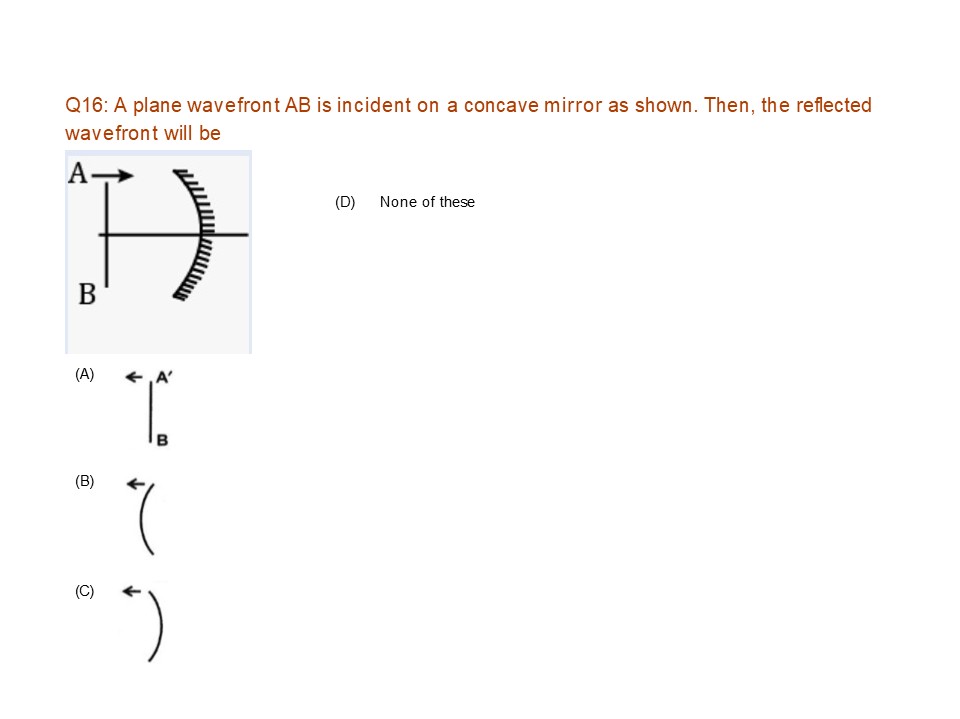 Q16: A plane wavefront AB is incident on a concave mirror as shown. Then, the reflected
wavefront will be
A
B
(D) None of these
(A) A′
B
(B)
(C)